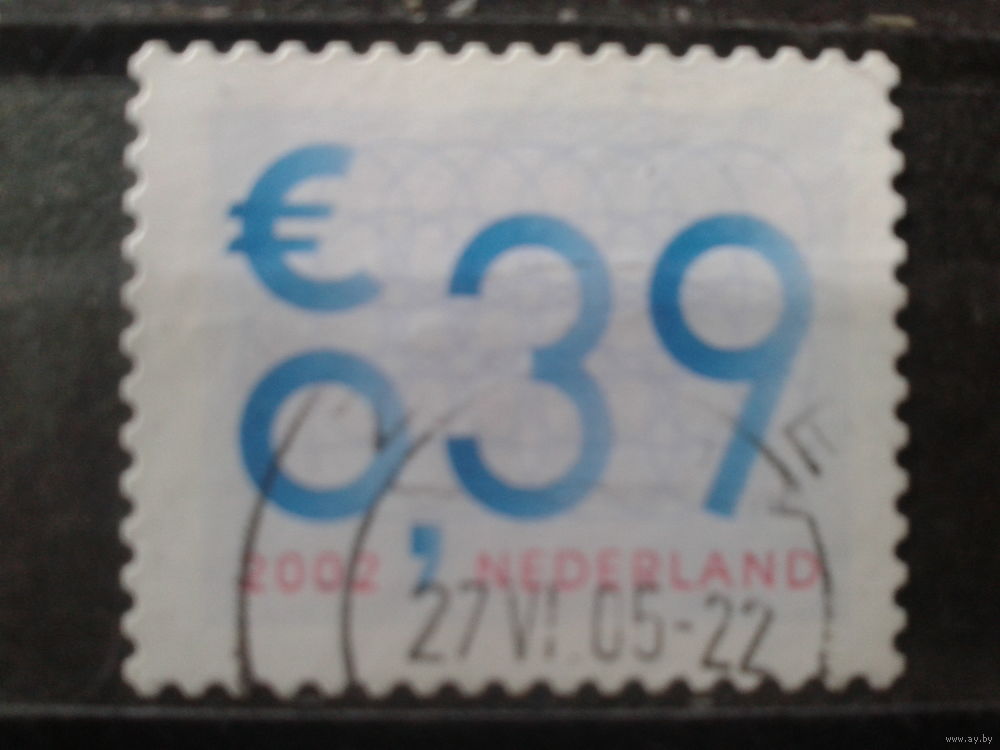 €
0,39
2002 NEDERLAND
27 VI. 05-22
www.ay.by